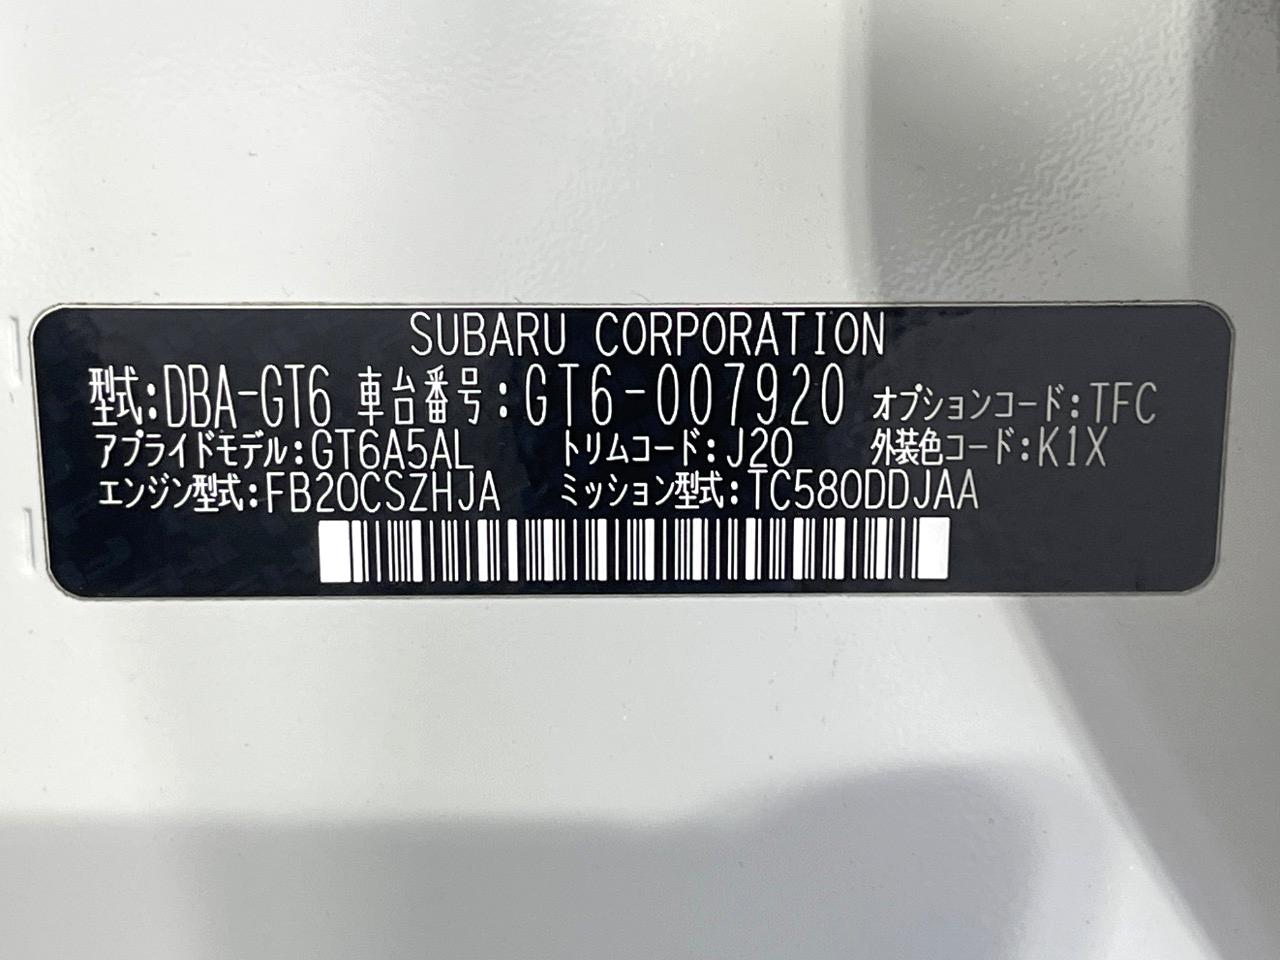 SUBARU CORPORATION
型式:DBA-GT6 車台番号:GT6-007920 オプションコード:TFC
アプライドモデル:GT6A5AL トリムコード:J20 外装色コード:K1X
エンジン型式:FB20CSZHJA ミッション型式:TC580DDJAA